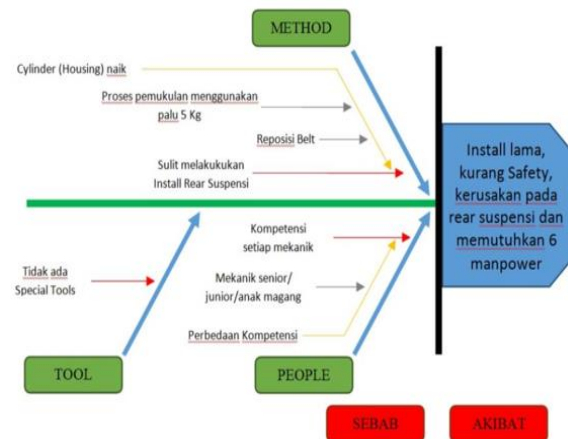 METHOD
Cylinder (Housing) naik
Proses pemukulan menggunakan
palu 5 Kg
Reposisi Belt
Sulit melakukukan
Install Rear Suspensi
Install lama,
kurang Safety,
kerusakan pada
rear suspensi dan
memutuhkan 6
manpower
Kompetensi
setiap mekanik
Tidak ada
Special Tools
Mekanik senior/
junior/anak magang
Perbedaan Kompetensi
TOOL
PEOPLE
SEBAB
AKIBAT